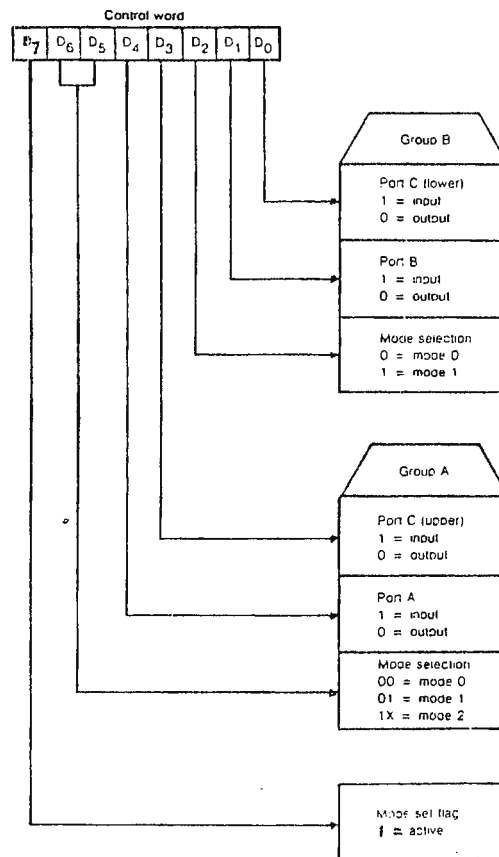 Control word
D7 D6 D5 D4 D3 D2 D1 D0
Group B
Port C (lower)
1 = input
0 = output
Port B
1 = input
0 = output
Mode selection
0 = mode 0
1 = mode 1
Group A
Port C (upper)
1 = input
0 = output
Port A
1 = input
0 = output
Mode selection
00 = mode 0
01 = mode 1
1X = mode 2
Mode set flag
1 = active